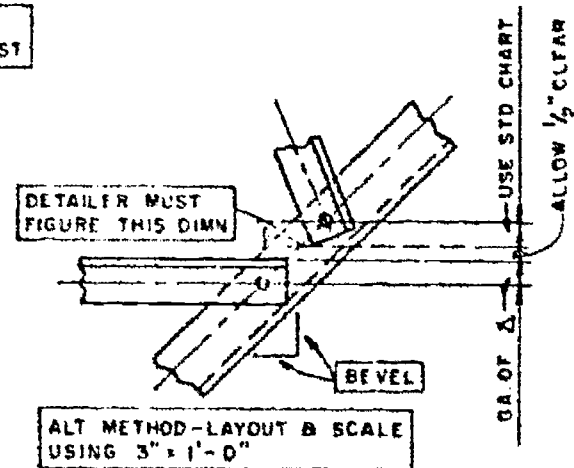 ST
DETAILER MUST
FIGURE THIS DIMN
USE STD CHART
ALLOW 1/2" CLEAR
GA. OF
BEVEL
ALT METHOD-LAYOUT & SCALE
USING 3" = 1'-0"